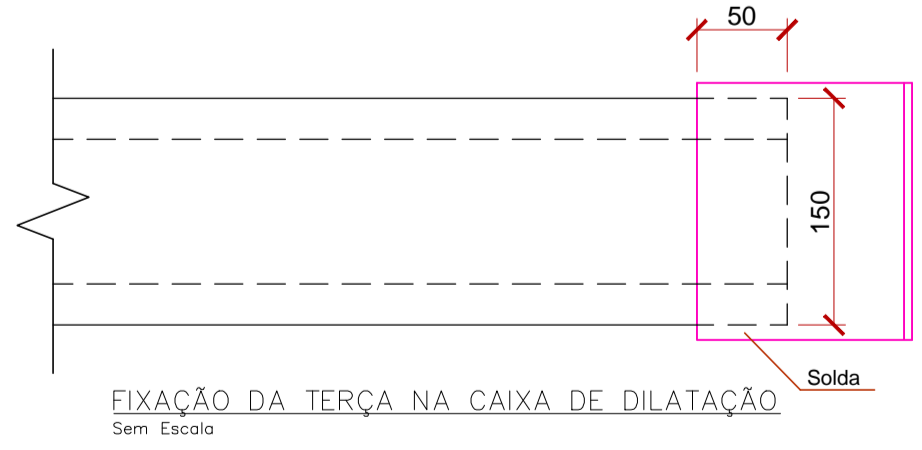 50
150
Solda
FIXAÇÃO DA TERÇA NA CAIXA DE DILATAÇÃO
Sem Escala